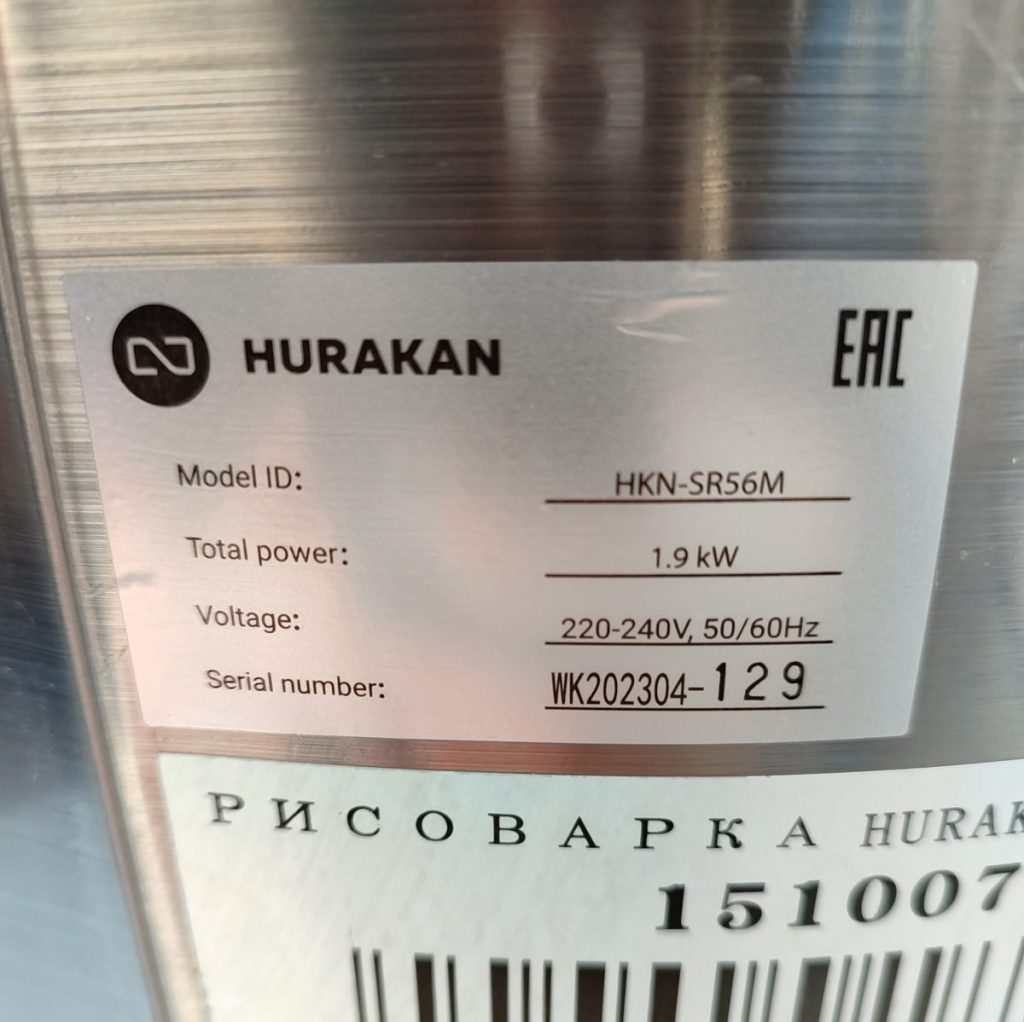 HURAKAN
EAC
Model ID: HKN-SR56M
Total power: 1.9 kW
Voltage: 220-240V, 50/60Hz
Serial number: WK202304-129
РИСОВАРКА HURAK
151007